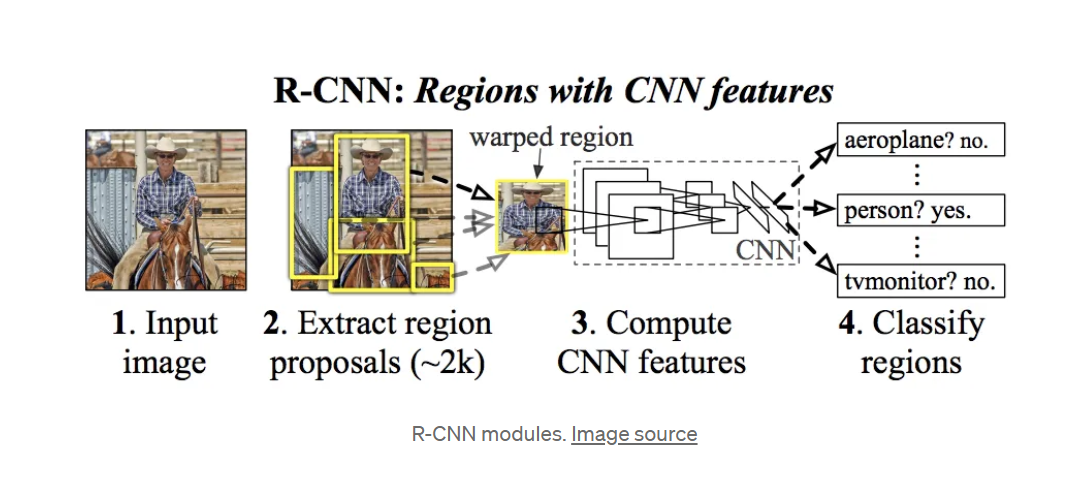 R-CNN: Regions with CNN features
warped region
aeroplane? no.
person? yes.
CNN
tvmonitor? no.
1. Input
image
2. Extract region
proposals (~2k)
3. Compute
CNN features
4. Classify
regions
R-CNN modules. Image source